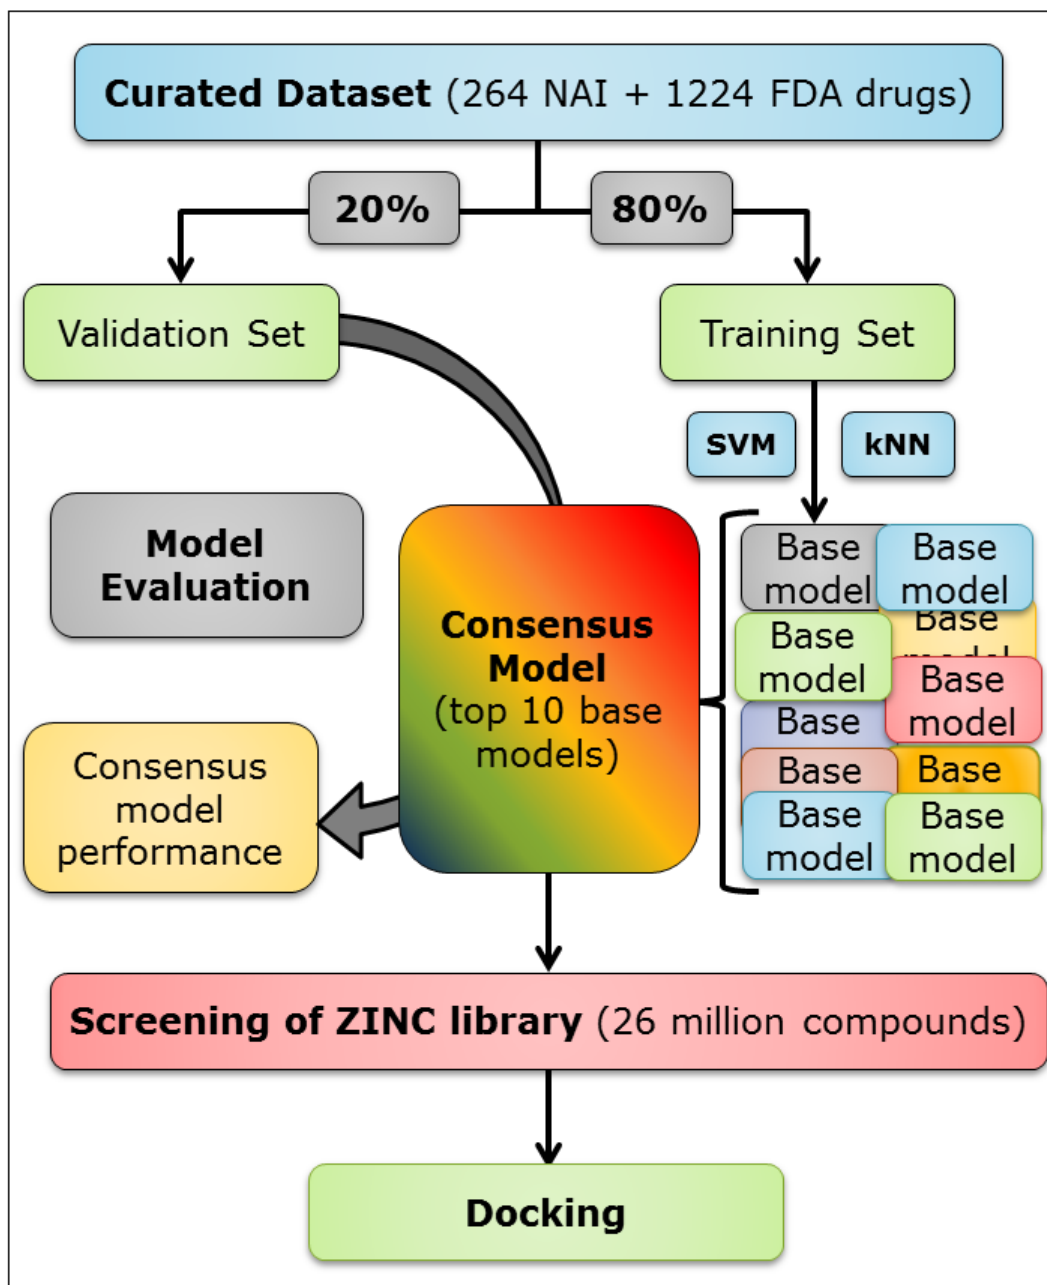 Curated Dataset (264 NAI + 1224 FDA drugs)
20%
80%
Validation Set
Training Set
SVM
kNN
Model
Evaluation
Consensus
Model
(top 10 base
models)
Base
model
Base
model
Base
model
Base
model
Base
model
Base
Base
Base
Base
model
Base
model
Consensus
model
performance
Screening of ZINC library (26 million compounds)
Docking